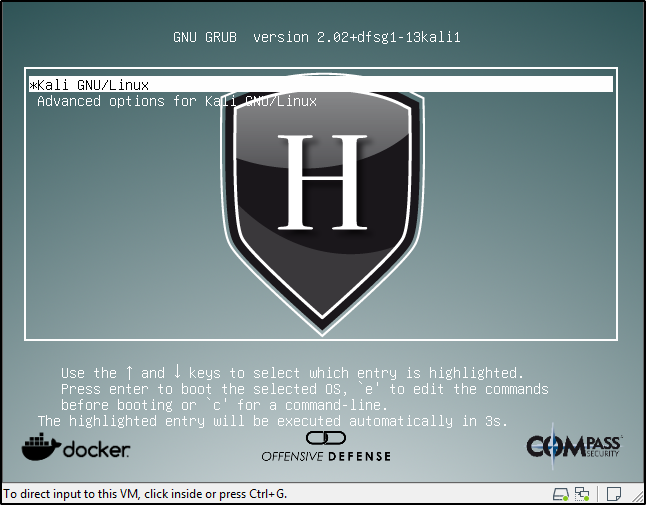 GNU GRUB  version 2.02+dfsg1-13kali1
*Kali GNU/Linux
Advanced options for Kali GNU/Linux
H
Use the ↑ and ↓ keys to select which entry is highlighted.
Press enter to boot the selected OS, `e' to edit the commands
before booting or `c' for a command-line.
The highlighted entry will be executed automatically in 3s.
docker
OFFENSIVE DEFENSE
COMPASS
SECURITY
To direct input to this VM, click inside or press Ctrl+G.